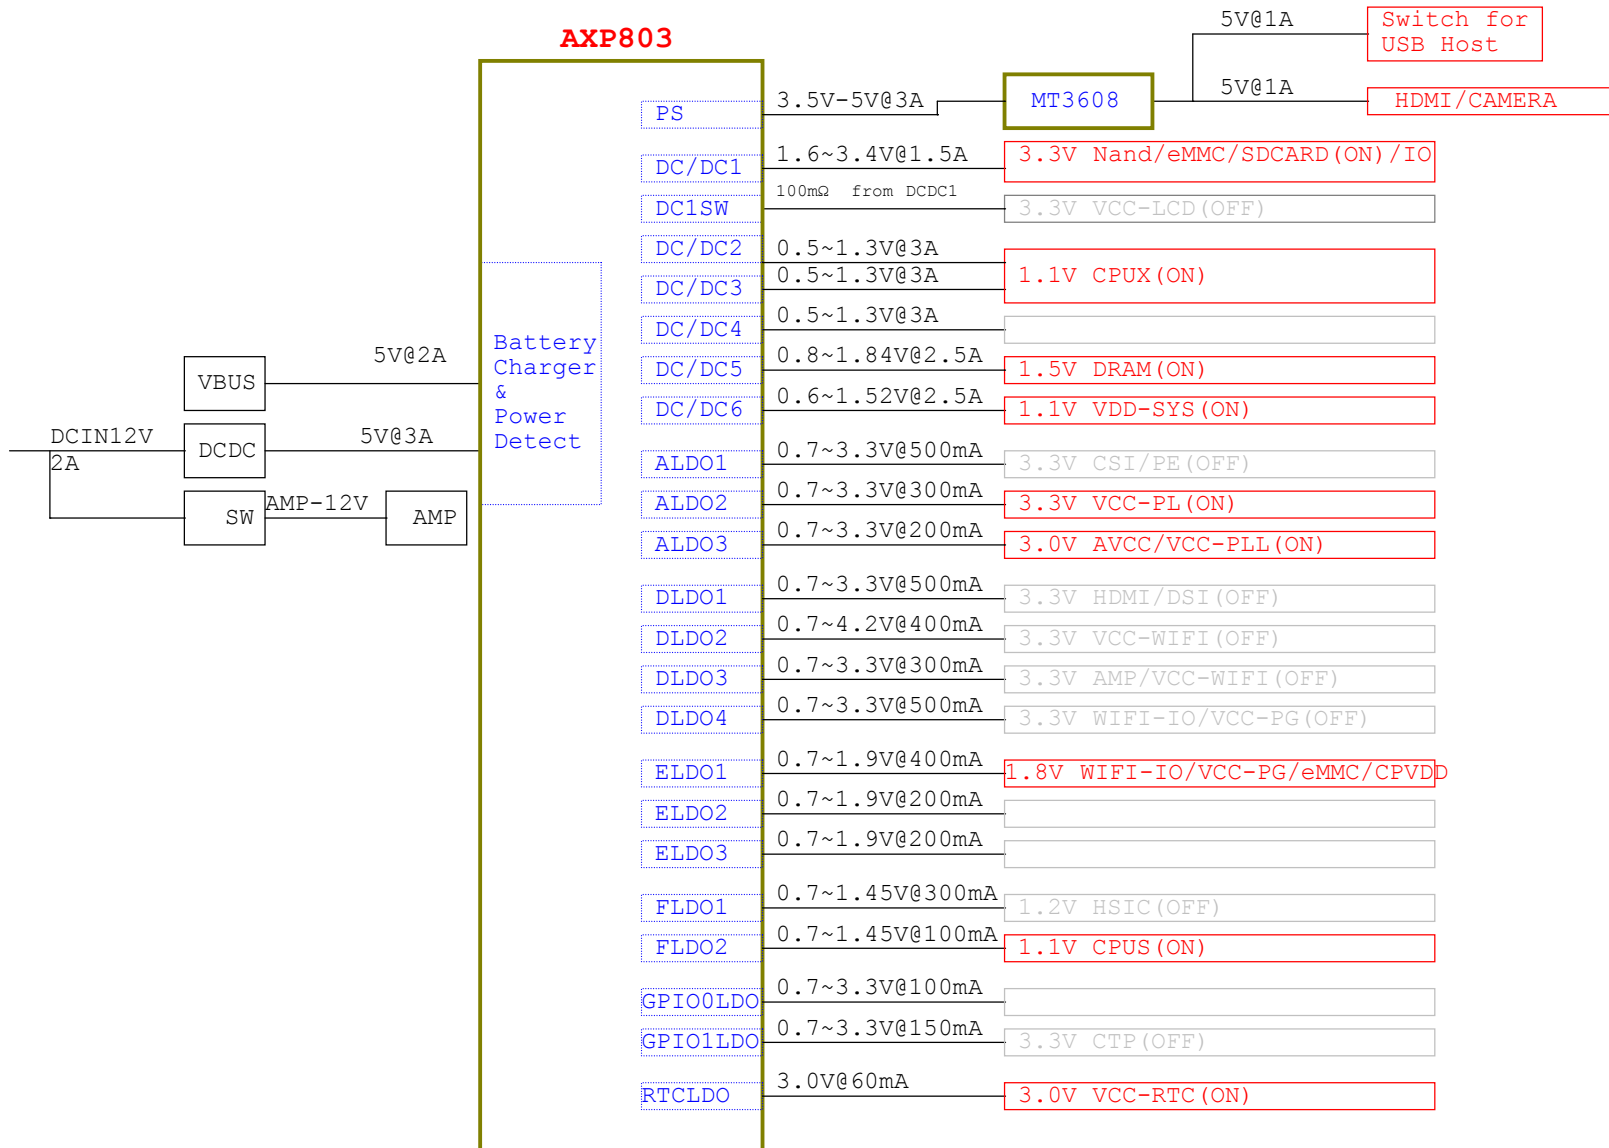 AXP803
5V@1A
Switch for
USB Host
PS
3.5V-5V@3A
MT3608
5V@1A
HDMI/CAMERA
DC/DC1
1.6~3.4V@1.5A
3.3V Nand/eMMC/SDCARD(ON)/IO
DC1SW
100mΩ from DCDC1
3.3V VCC-LCD(OFF)
DC/DC2
0.5~1.3V@3A
DC/DC3
0.5~1.3V@3A
1.1V CPUX(ON)
DC/DC4
0.5~1.3V@3A
DC/DC5
0.8~1.84V@2.5A
1.5V DRAM(ON)
DC/DC6
0.6~1.52V@2.5A
1.1V VDD-SYS(ON)
Battery
Charger
&
Power
Detect
VBUS
5V@2A
DCIN12V
2A
DCDC
5V@3A
SW
AMP-12V
AMP
ALDO1
0.7~3.3V@500mA
3.3V CSI/PE(OFF)
ALDO2
0.7~3.3V@300mA
3.3V VCC-PL(ON)
ALDO3
0.7~3.3V@200mA
3.0V AVCC/VCC-PLL(ON)
DLDO1
0.7~3.3V@500mA
3.3V HDMI/DSI(OFF)
DLDO2
0.7~4.2V@400mA
3.3V VCC-WIFI(OFF)
DLDO3
0.7~3.3V@300mA
3.3V AMP/VCC-WIFI(OFF)
DLDO4
0.7~3.3V@500mA
3.3V WIFI-IO/VCC-PG(OFF)
ELDO1
0.7~1.9V@400mA
1.8V WIFI-IO/VCC-PG/eMMC/CPVDD
ELDO2
0.7~1.9V@200mA
ELDO3
0.7~1.9V@200mA
FLDO1
0.7~1.45V@300mA
1.2V HSIC(OFF)
FLDO2
0.7~1.45V@100mA
1.1V CPUS(ON)
GPIO0LDO
0.7~3.3V@100mA
GPIO1LDO
0.7~3.3V@150mA
3.3V CTP(OFF)
RTCLDO
3.0V@60mA
3.0V VCC-RTC(ON)